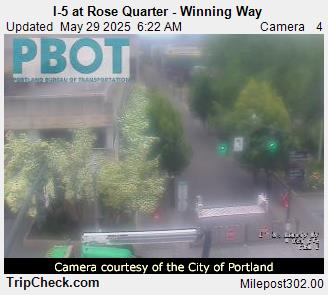 I-5 at Rose Quarter - Winning Way
Updated May 29 2025 6:22 AM Camera 4
PBOT
PORTLAND BUREAU OF TRANSPORTATION
Camera courtesy of the City of Portland
TripCheck.com Milepost302.00